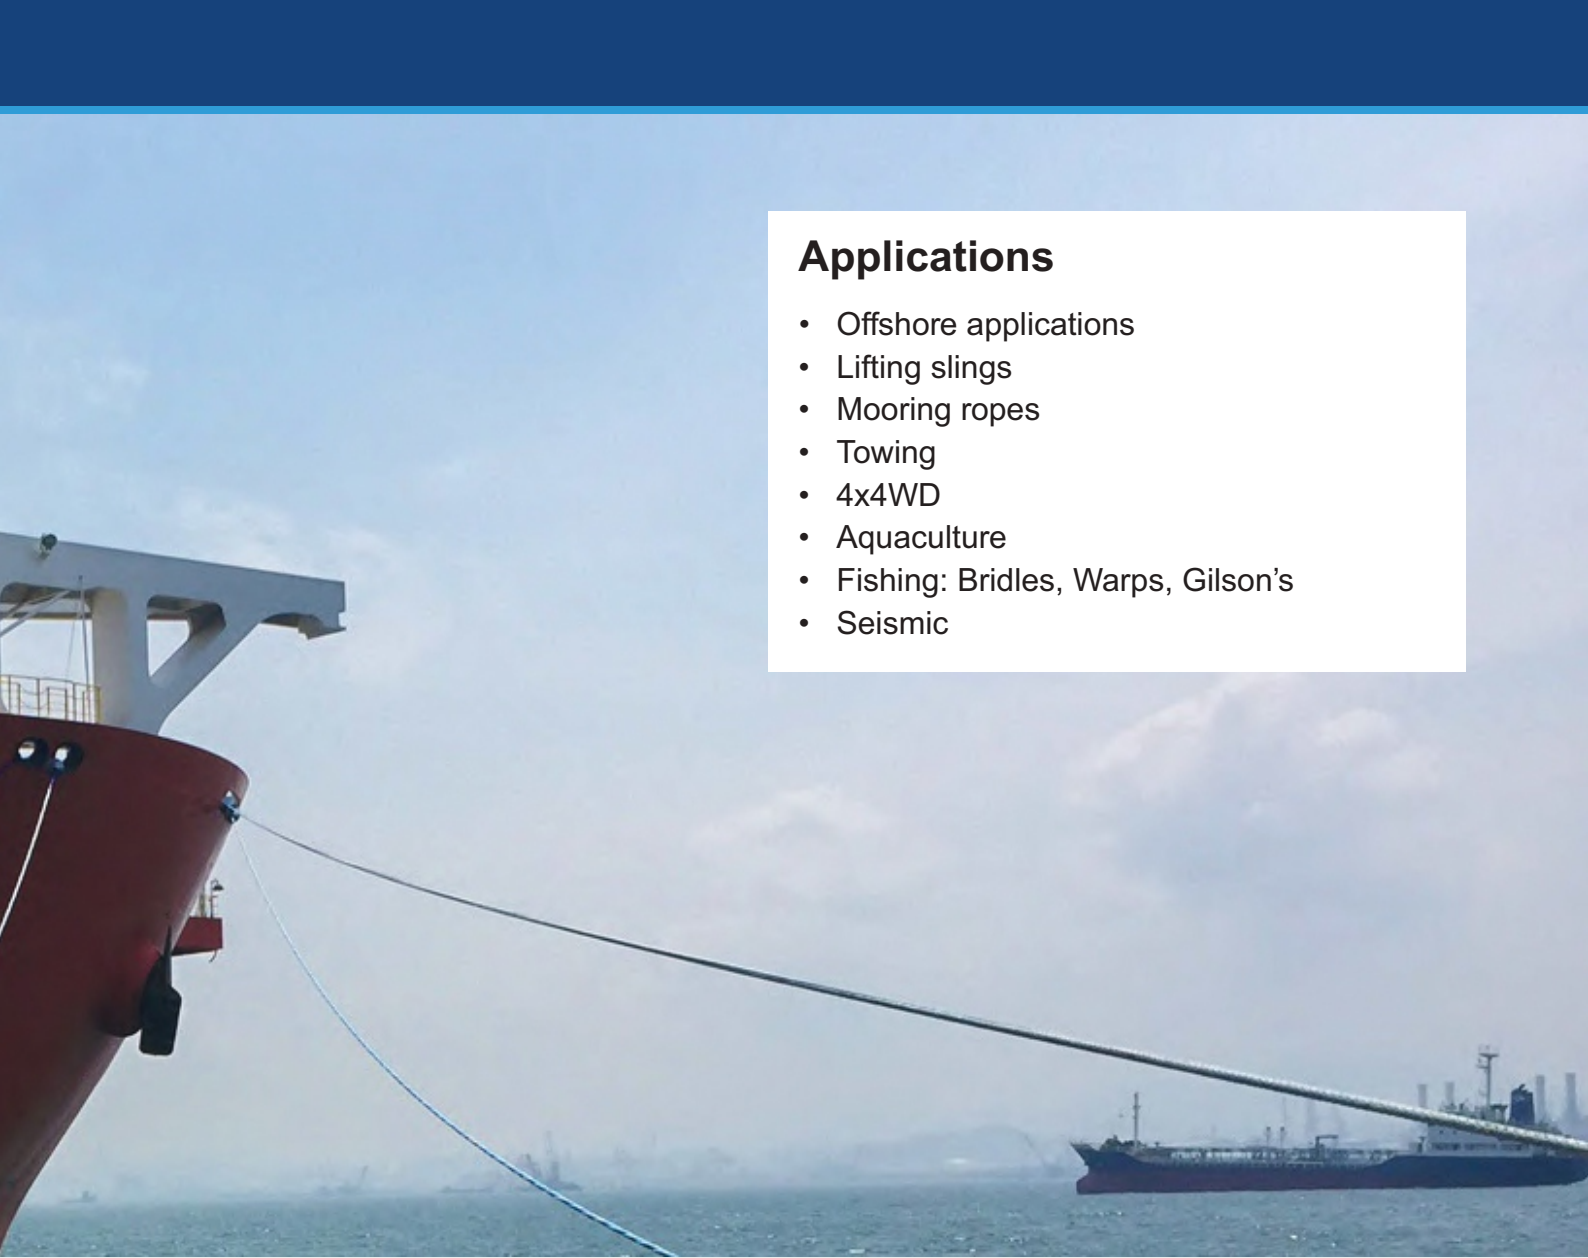 Applications
• Offshore applications
• Lifting slings
• Mooring ropes
• Towing
• 4x4WD
• Aquaculture
• Fishing: Bridles, Warps, Gilson’s
• Seismic